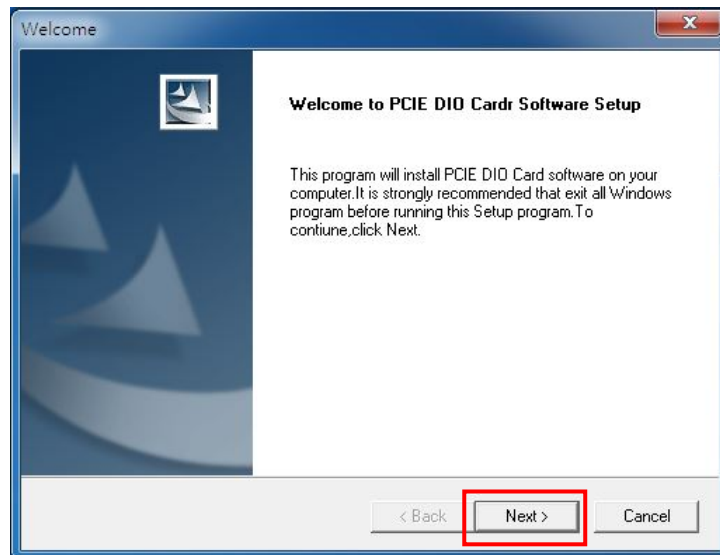 Welcome
X
Welcome to PCIE DIO Cardr Software Setup
This program will install PCIE DIO Card software on your
computer.It is strongly recommended that exit all Windows
program before running this Setup program.To
contiune,click Next.
< Back
Next >
Cancel